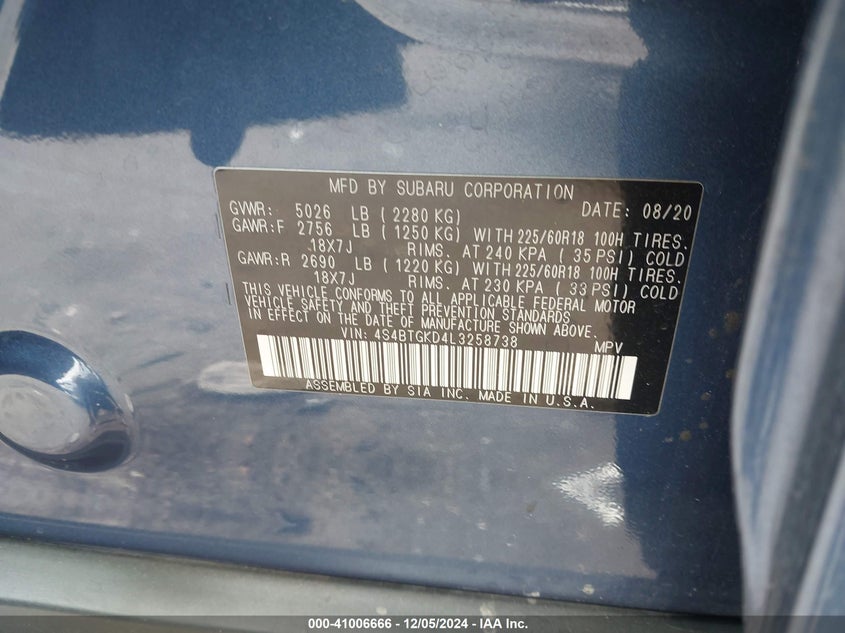 MFD BY SUBARU CORPORATION
GVWR: 5026 LB ( 2280 KG) DATE: 08/20
GAWR:F 2756 LB ( 1250 KG) WITH 225/60R18 100H TIRES.
18X7J RIMS. AT 240 KPA ( 35 PSI) COLD
GAWR:R 2690 LB ( 1220 KG) WITH 225/60R18 100H TIRES.
18X7J RIMS. AT 230 KPA ( 33 PSI) COLD
THIS VEHICLE CONFORMS TO ALL APPLICABLE FEDERAL MOTOR
VEHICLE SAFETY AND THEFT PREVENTION STANDARDS
IN EFFECT ON THE DATE OF MANUFACTURE SHOWN ABOVE.
VIN: 4S4BTGKD4L3258738 MPV
ASSEMBLED BY SIA INC. MADE IN U.S.A.
000-41006666 - 12/05/2024 - IAA Inc.